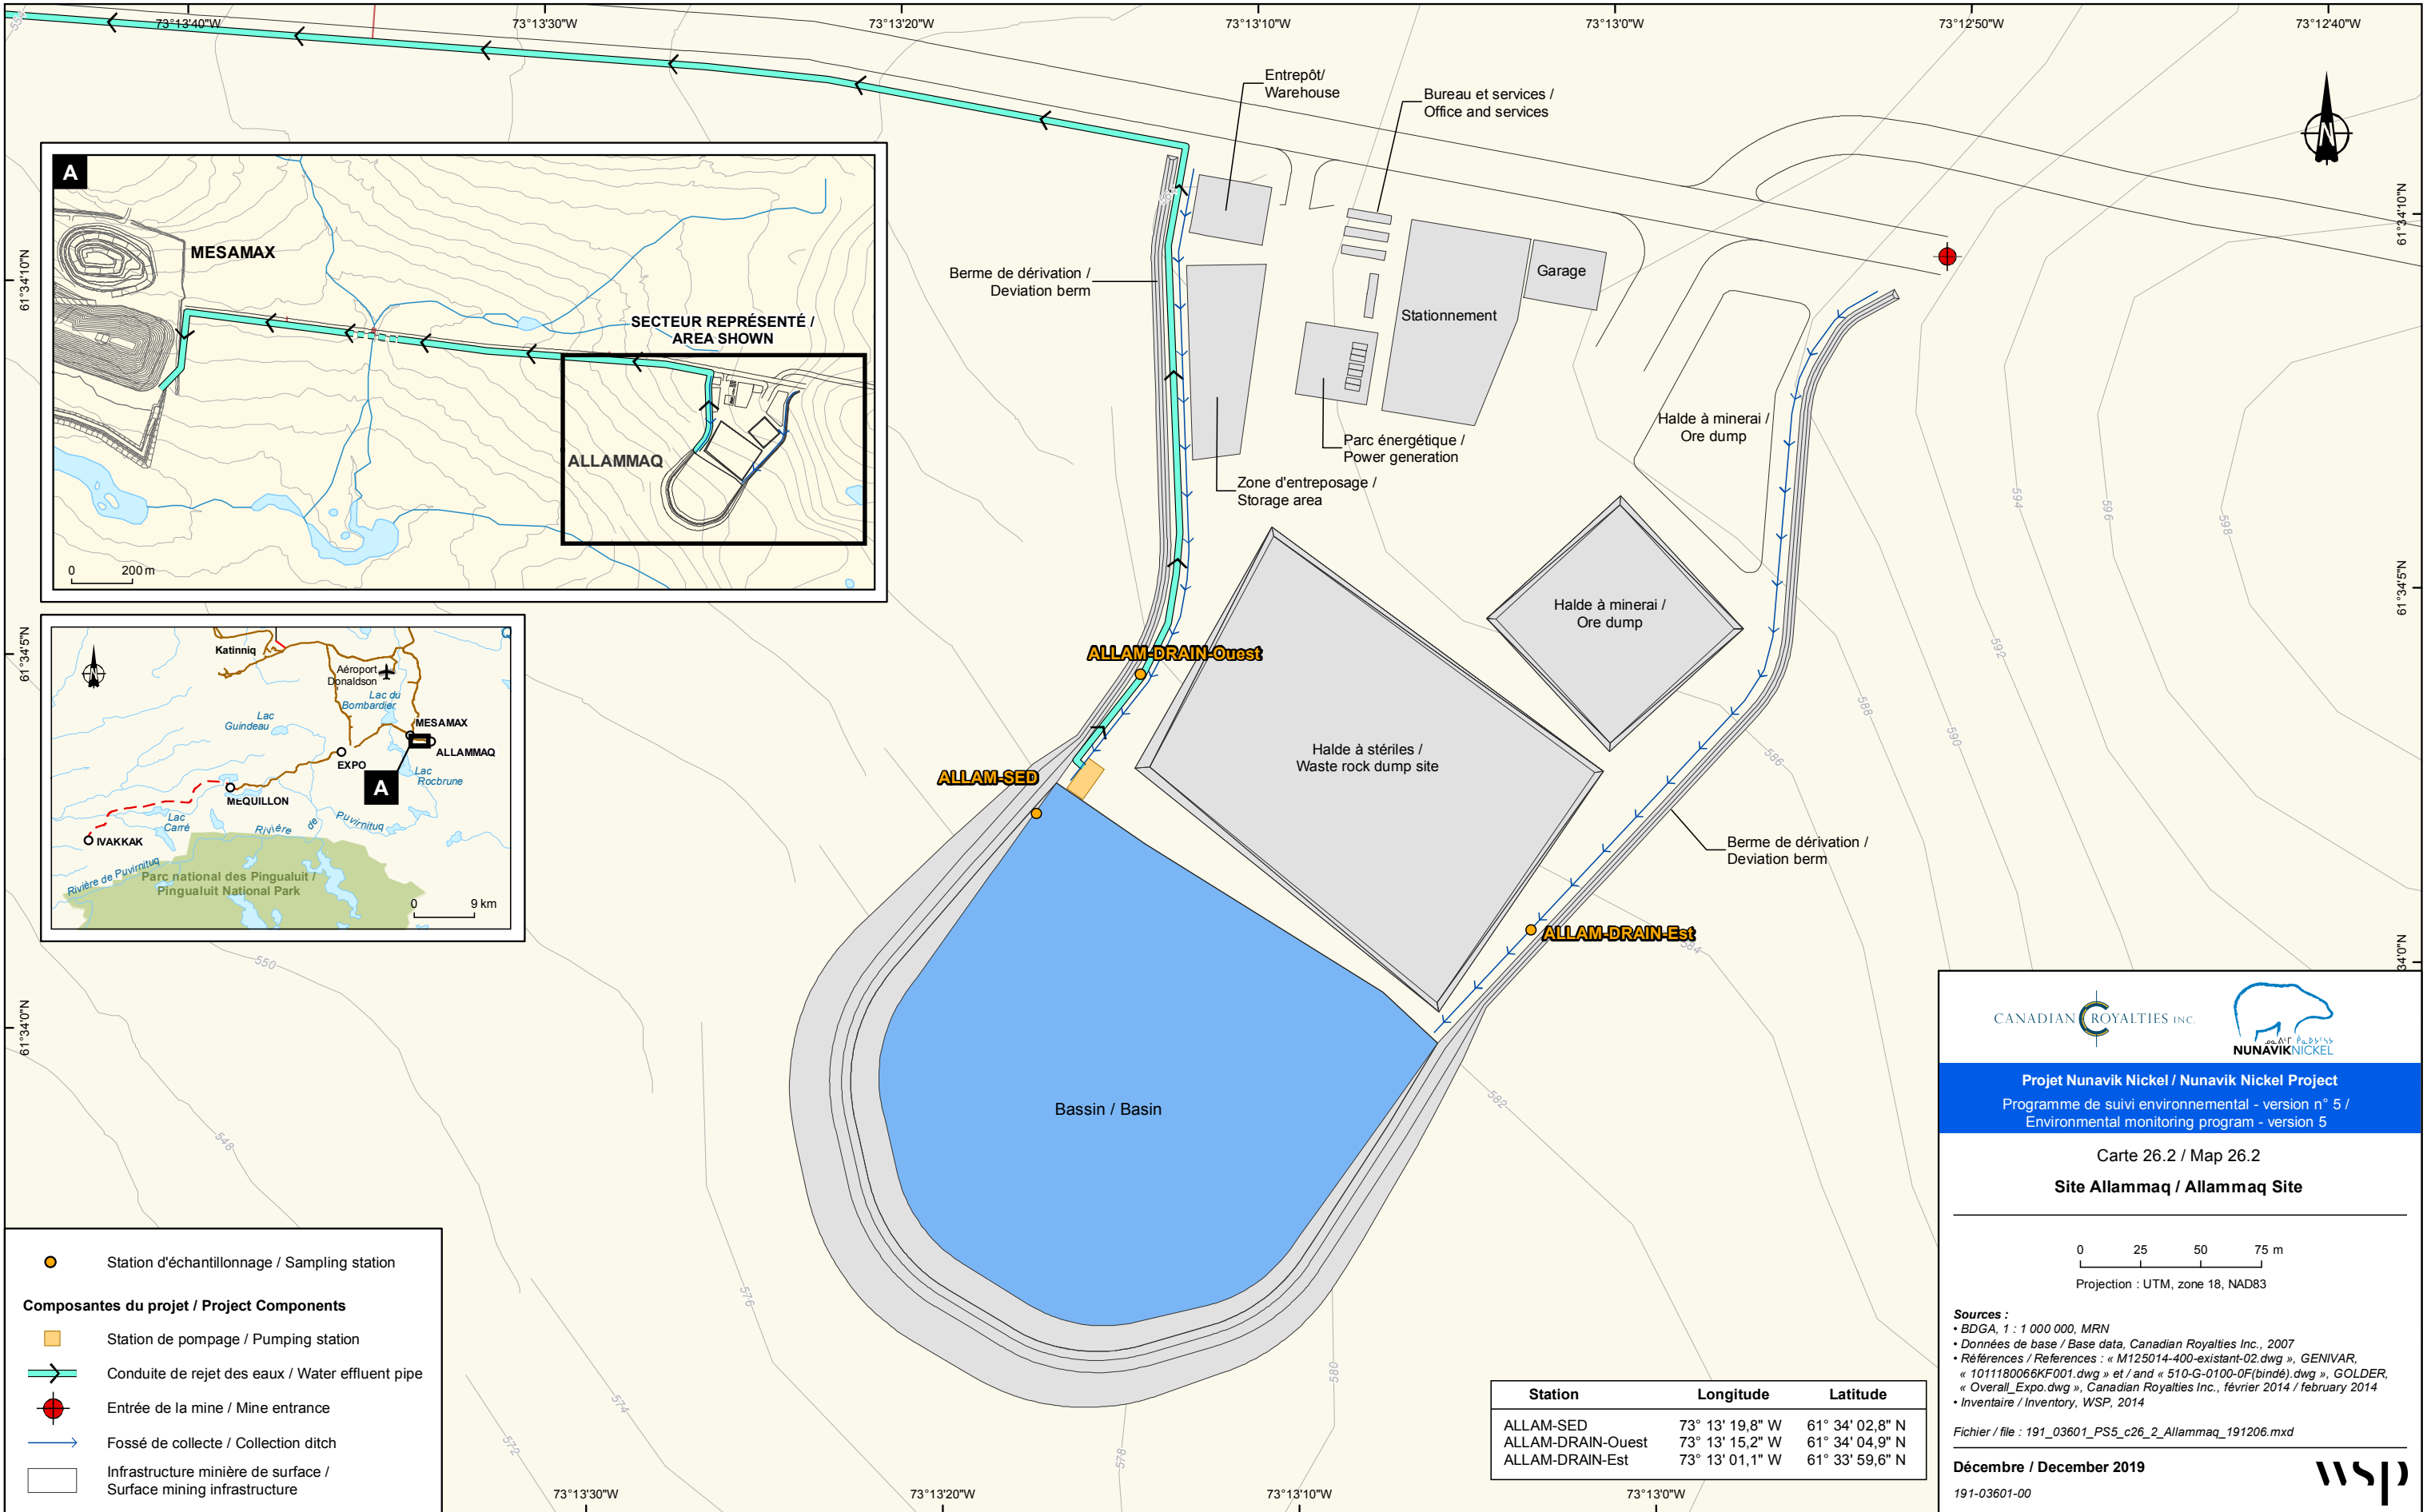 73°13'40"W
73°13'30"W
73°13'20"W
73°13'10"W
73°13'0"W
73°12'50"W
73°12'40"W
61°34'10"N
61°34'5"N
61°34'0"N
61°34'10"N
61°34'5"N
34'0"N
73°13'30"W
73°13'20"W
73°13'10"W
73°13'0"W
N
Entrepôt/
Warehouse
Bureau et services /
Office and services
Berme de dérivation /
Deviation berm
Garage
Stationnement
Parc énergétique /
Power generation
Zone d'entreposage /
Storage area
Halde à minerai /
Ore dump
Halde à minerai /
Ore dump
Halde à stériles /
Waste rock dump site
Berme de dérivation /
Deviation berm
ALLAM-DRAIN-Ouest
ALLAM-SED
ALLAM-DRAIN-Est
Bassin / Basin
550
548
576
574
572
578
580
582
584
586
588
590
592
594
596
598
A
MESAMAX
SECTEUR REPRÉSENTÉ /
AREA SHOWN
ALLAMMAQ
0 200 m
N
Katinniq
Aéroport
Donaldson
Lac du
Bombardier
Lac
Guindeau
MESAMAX
ALLAMMAQ
EXPO
A
Lac
Rocbrune
MEQUILLON
Lac
Carré
Rivière de Puvirnituq
IVAKKAK
Rivière de Puvirnituq
Parc national des Pingualuit /
Pingualuit National Park
0 9 km
Station d'échantillonnage / Sampling station
Composantes du projet / Project Components
Station de pompage / Pumping station
Conduite de rejet des eaux / Water effluent pipe
Entrée de la mine / Mine entrance
Fossé de collecte / Collection ditch
Infrastructure minière de surface /
Surface mining infrastructure
Station Longitude Latitude
ALLAM-SED 73° 13' 19,8" W 61° 34' 02,8" N
ALLAM-DRAIN-Ouest 73° 13' 15,2" W 61° 34' 04,9" N
ALLAM-DRAIN-Est 73° 13' 01,1" W 61° 33' 59,6" N
CANADIAN ROYALTIES INC.
NUNAVIKNICKEL
Projet Nunavik Nickel / Nunavik Nickel Project
Programme de suivi environnemental - version n° 5 /
Environmental monitoring program - version 5
Carte 26.2 / Map 26.2
Site Allammaq / Allammaq Site
0 25 50 75 m
Projection : UTM, zone 18, NAD83
Sources :
• BDGA, 1 : 1 000 000, MRN
• Données de base / Base data, Canadian Royalties Inc., 2007
• Références / References : « M125014-400-existant-02.dwg », GENIVAR,
« 1011180066KF001.dwg » et / and « 510-G-0100-0F(bindé).dwg », GOLDER,
« Overall_Expo.dwg », Canadian Royalties Inc., février 2014 / february 2014
• Inventaire / Inventory, WSP, 2014
Fichier / file : 191_03601_PS5_c26_2_Allammaq_191206.mxd
Décembre / December 2019
191-03601-00
wsp